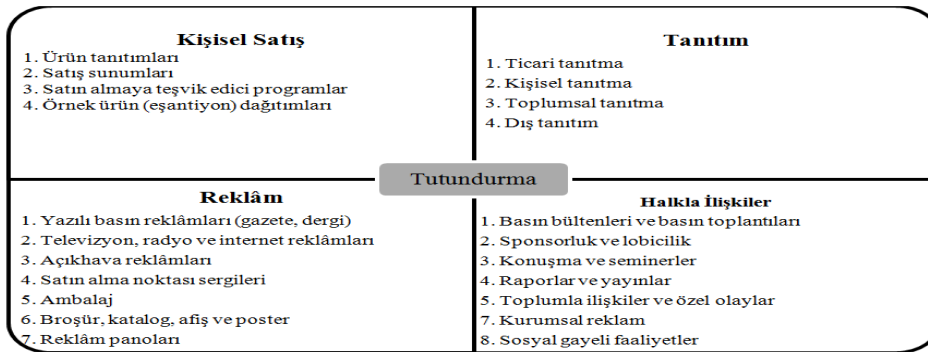 Kişisel Satış
1. Ürün tanıtımları
2. Satış sunumları
3. Satın almaya teşvik edici programlar
4. Örnek ürün (eşantiyon) dağıtımları
Tanıtım
1. Ticari tanıtma
2. Kişisel tanıtma
3. Toplumsal tanıtma
4. Dış tanıtım
Tutundurma
Reklâm
1. Yazılı basın reklâmları (gazete, dergi)
2. Televizyon, radyo ve internet reklâmları
3. Açıkhava reklâmları
4. Satın alma noktası sergileri
5. Ambalaj
6. Broşür, katalog, afiş ve poster
7. Reklâm panoları
Halkla İlişkiler
1. Basın bültenleri ve basın toplantıları
2. Sponsorluk ve lobicilik
3. Konuşma ve seminerler
4. Raporlar ve yayınlar
5. Toplumla ilişkiler ve özel olaylar
7. Kurumsal reklam
8. Sosyal gayeli faaliyetler